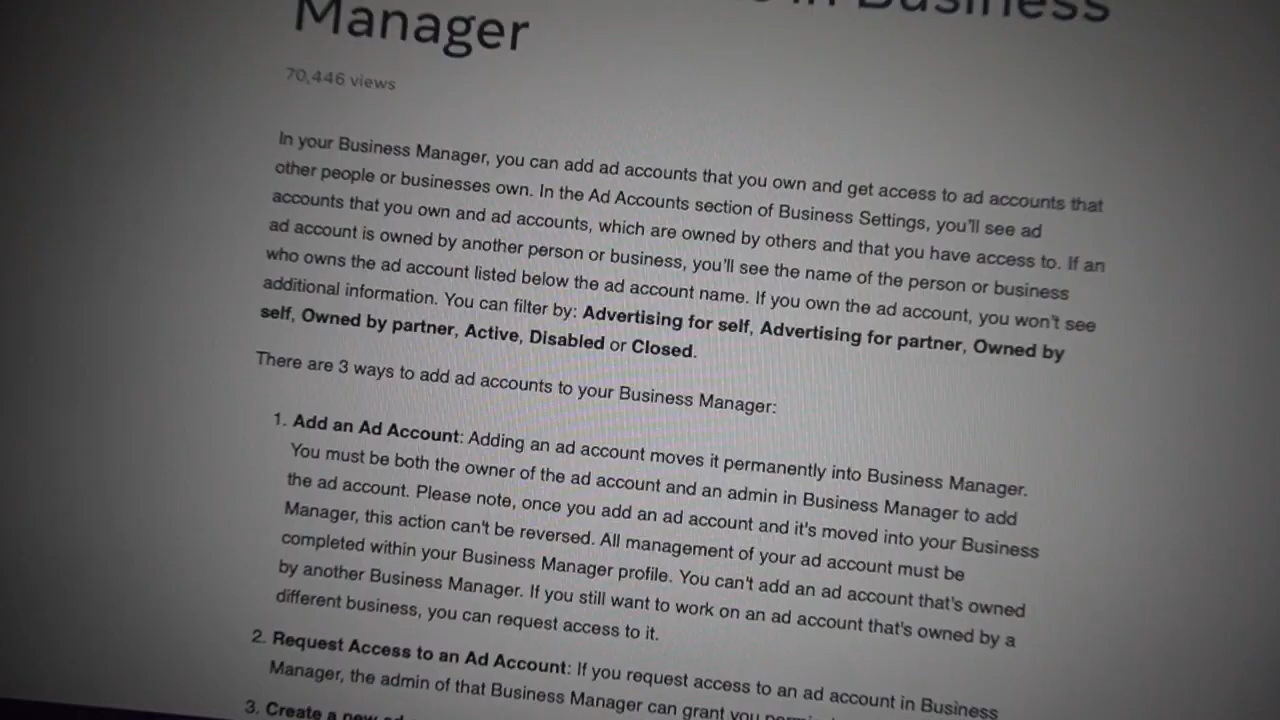 in Business
Manager
70,446 views
In your Business Manager, you can add ad accounts that you own and get access to ad accounts that
other people or businesses own. In the Ad Accounts section of Business Settings, you'll see ad
accounts that you own and ad accounts, which are owned by others and that you have access to. If an
ad account is owned by another person or business, you'll see the name of the person or business
who owns the ad account listed below the ad account name. If you own the ad account, you won't see
additional information. You can filter by: Advertising for self, Advertising for partner, Owned by
self, Owned by partner, Active, Disabled or Closed.
There are 3 ways to add ad accounts to your Business Manager:
1. Add an Ad Account: Adding an ad account moves it permanently into Business Manager.
You must be both the owner of the ad account and an admin in Business Manager to add
the ad account. Please note, once you add an ad account and it's moved into your Business
Manager, this action can't be reversed. All management of your ad account must be
completed within your Business Manager profile. You can't add an ad account that's owned
by another Business Manager. If you still want to work on an ad account that's owned by a
different business, you can request access to it.
2. Request Access to an Ad Account: If you request access to an ad account in Business
Manager, the admin of that Business Manager can grant you
3. Create a new ad